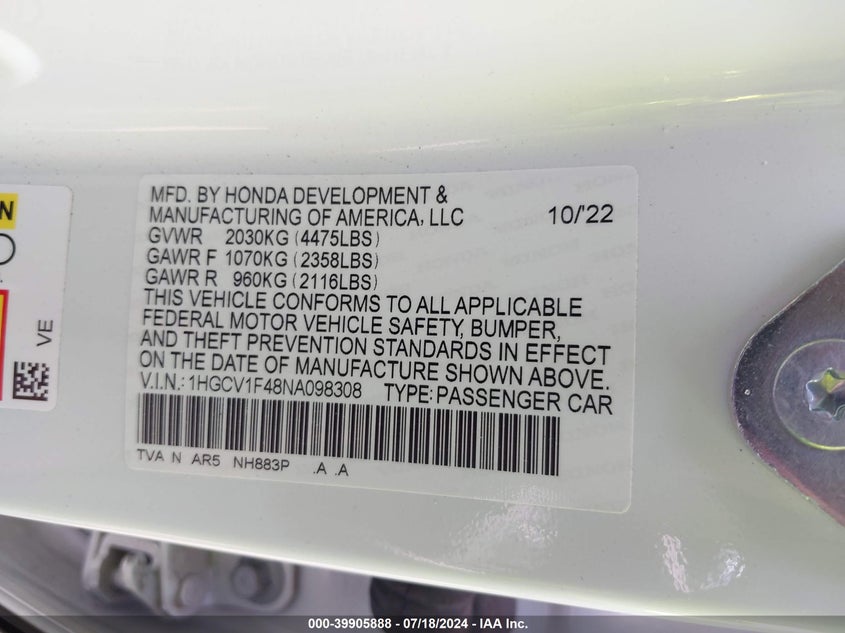 MFD. BY HONDA DEVELOPMENT &
MANUFACTURING OF AMERICA, LLC 10/'22
GVWR 2030KG (4475LBS)
GAWR F 1070KG (2358LBS)
GAWR R 960KG (2116LBS)
THIS VEHICLE CONFORMS TO ALL APPLICABLE
FEDERAL MOTOR VEHICLE SAFETY, BUMPER,
AND THEFT PREVENTION STANDARDS IN EFFECT
ON THE DATE OF MANUFACTURE SHOWN ABOVE.
V.I.N.: 1HGCV1F48NA098308 TYPE: PASSENGER CAR
TVA N AR5 NH883P .A .A
VE
000-39905888 - 07/18/2024 - IAA Inc.